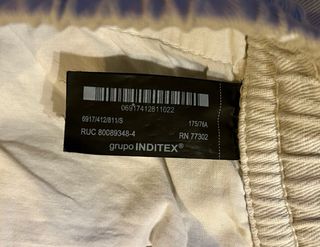 06917412811022
6917/412/811/S 175/76A
RUC 80089348-4 RN 77302
grupo INDITEX®